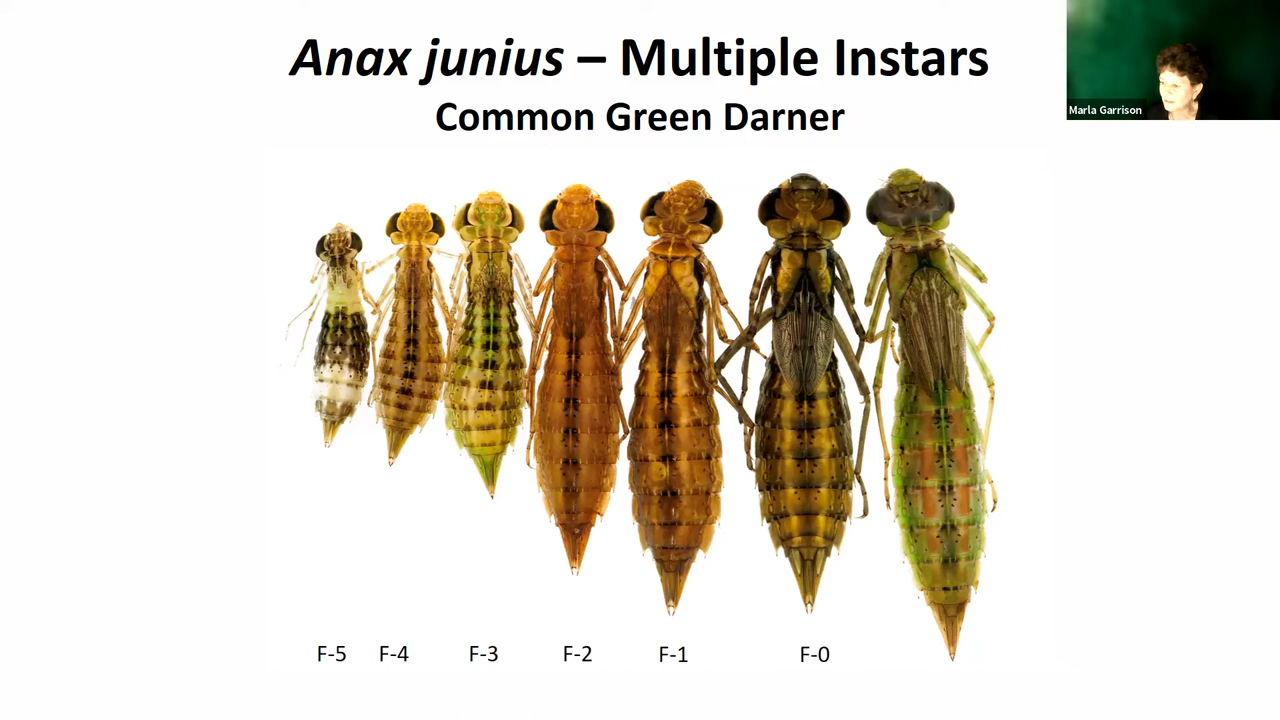 Anax junius – Multiple Instars
Common Green Darner
Marla Garrison
F-5 F-4 F-3 F-2 F-1 F-0